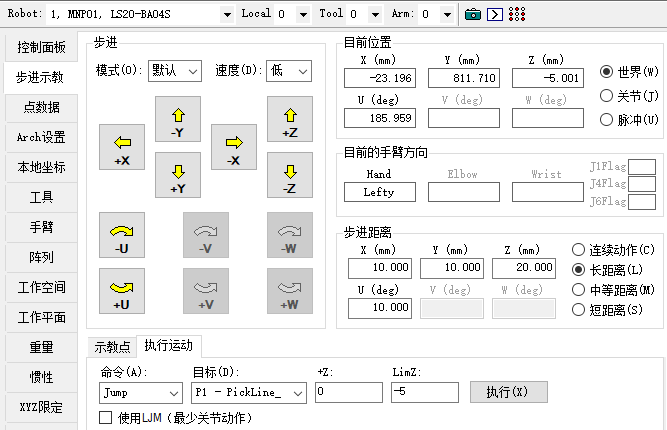 Robot: 1, MNP01, LS20-BA04S Local 0 Tool 0 Arm: 0
控制面板
步进示教
点数据
Arch设置
本地坐标
工具
手臂
阵列
工作空间
工作平面
重量
惯性
XYZ限定
步进
模式(O): 默认 速度(D): 低
+X
-Y
+Y
-X
+Z
-Z
-U
-V
-W
+U
+V
+W
目前位置
X (mm) Y (mm) Z (mm)
-23.196 811.710 -5.001
U (deg) V (deg) W (deg)
185.959
世界(W)
关节(J)
脉冲(U)
目前的手臂方向
Hand Elbow Wrist
Lefty
J1Flag
J4Flag
J6Flag
步进距离
X (mm) Y (mm) Z (mm)
10.000 10.000 20.000
U (deg) V (deg) W (deg)
10.000
连续动作(C)
长距离(L)
中等距离(M)
短距离(S)
示教点 执行运动
命令(A): 目标(D): +Z: LimZ:
Jump P1 - PickLine_ 0 -5 执行(X)
使用LJM（最少关节动作）